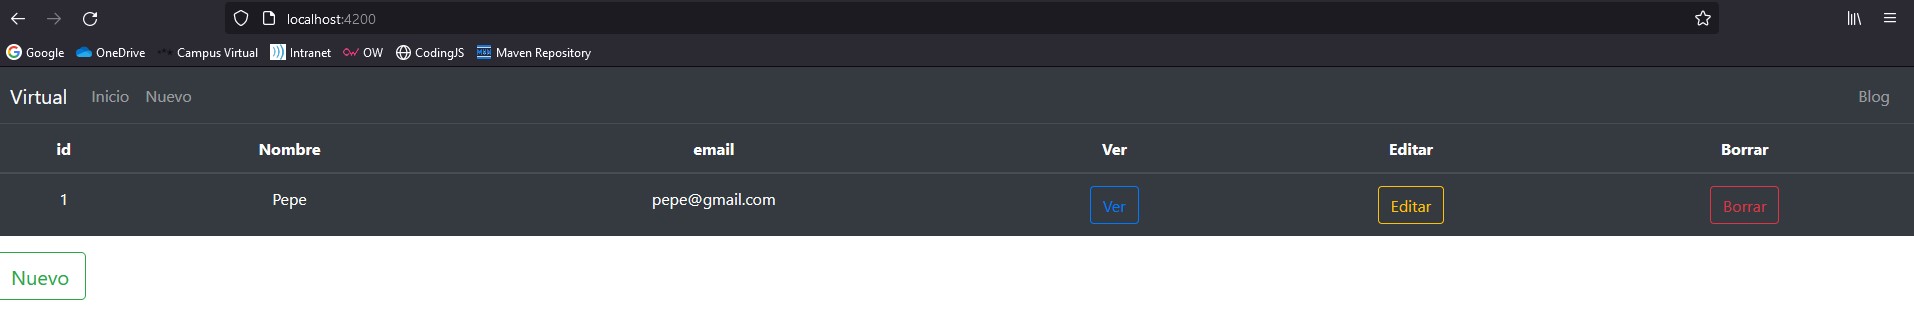 localhost:4200
Google OneDrive Campus Virtual Intranet OW CodingJS Maven Repository
Virtual Inicio Nuevo Blog
id Nombre email Ver Editar Borrar
1 Pepe pepe@gmail.com Ver Editar Borrar
Nuevo